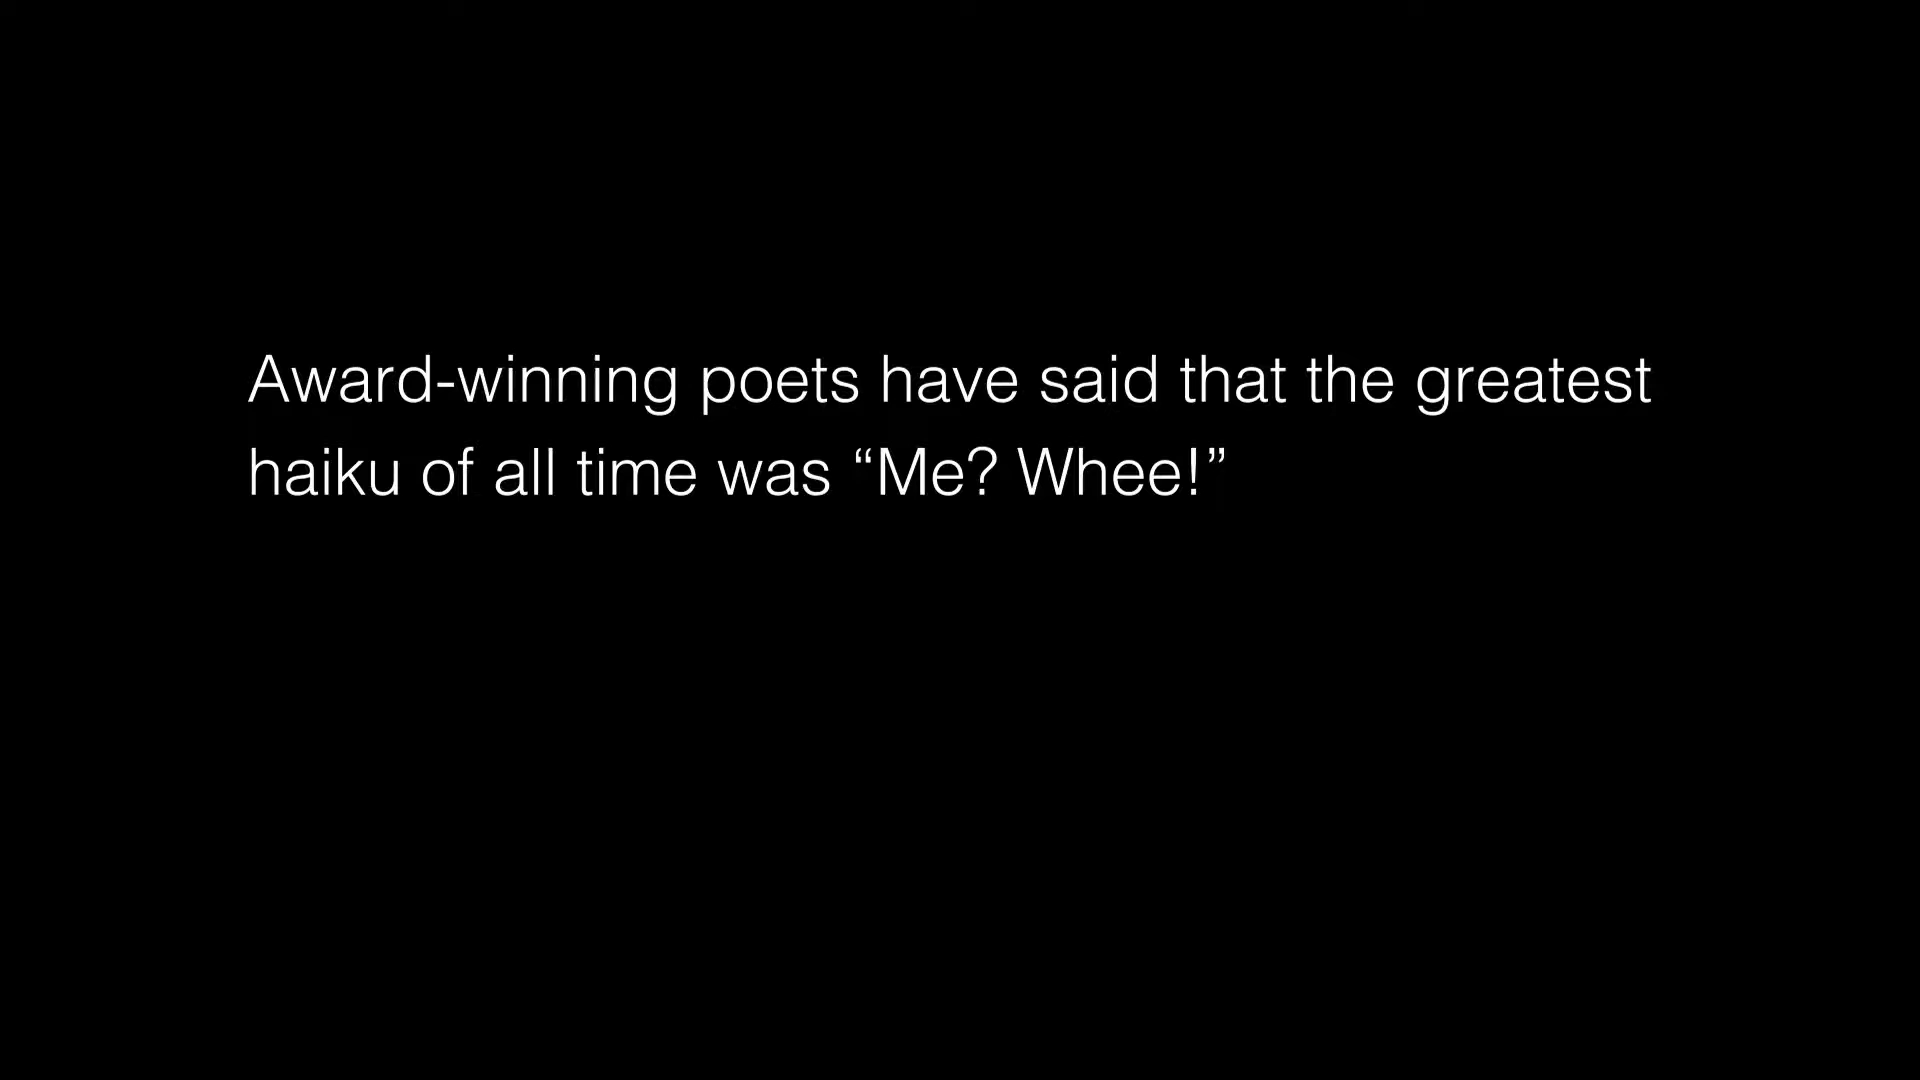 Award-winning poets have said that the greatest
haiku of all time was “Me? Whee!”